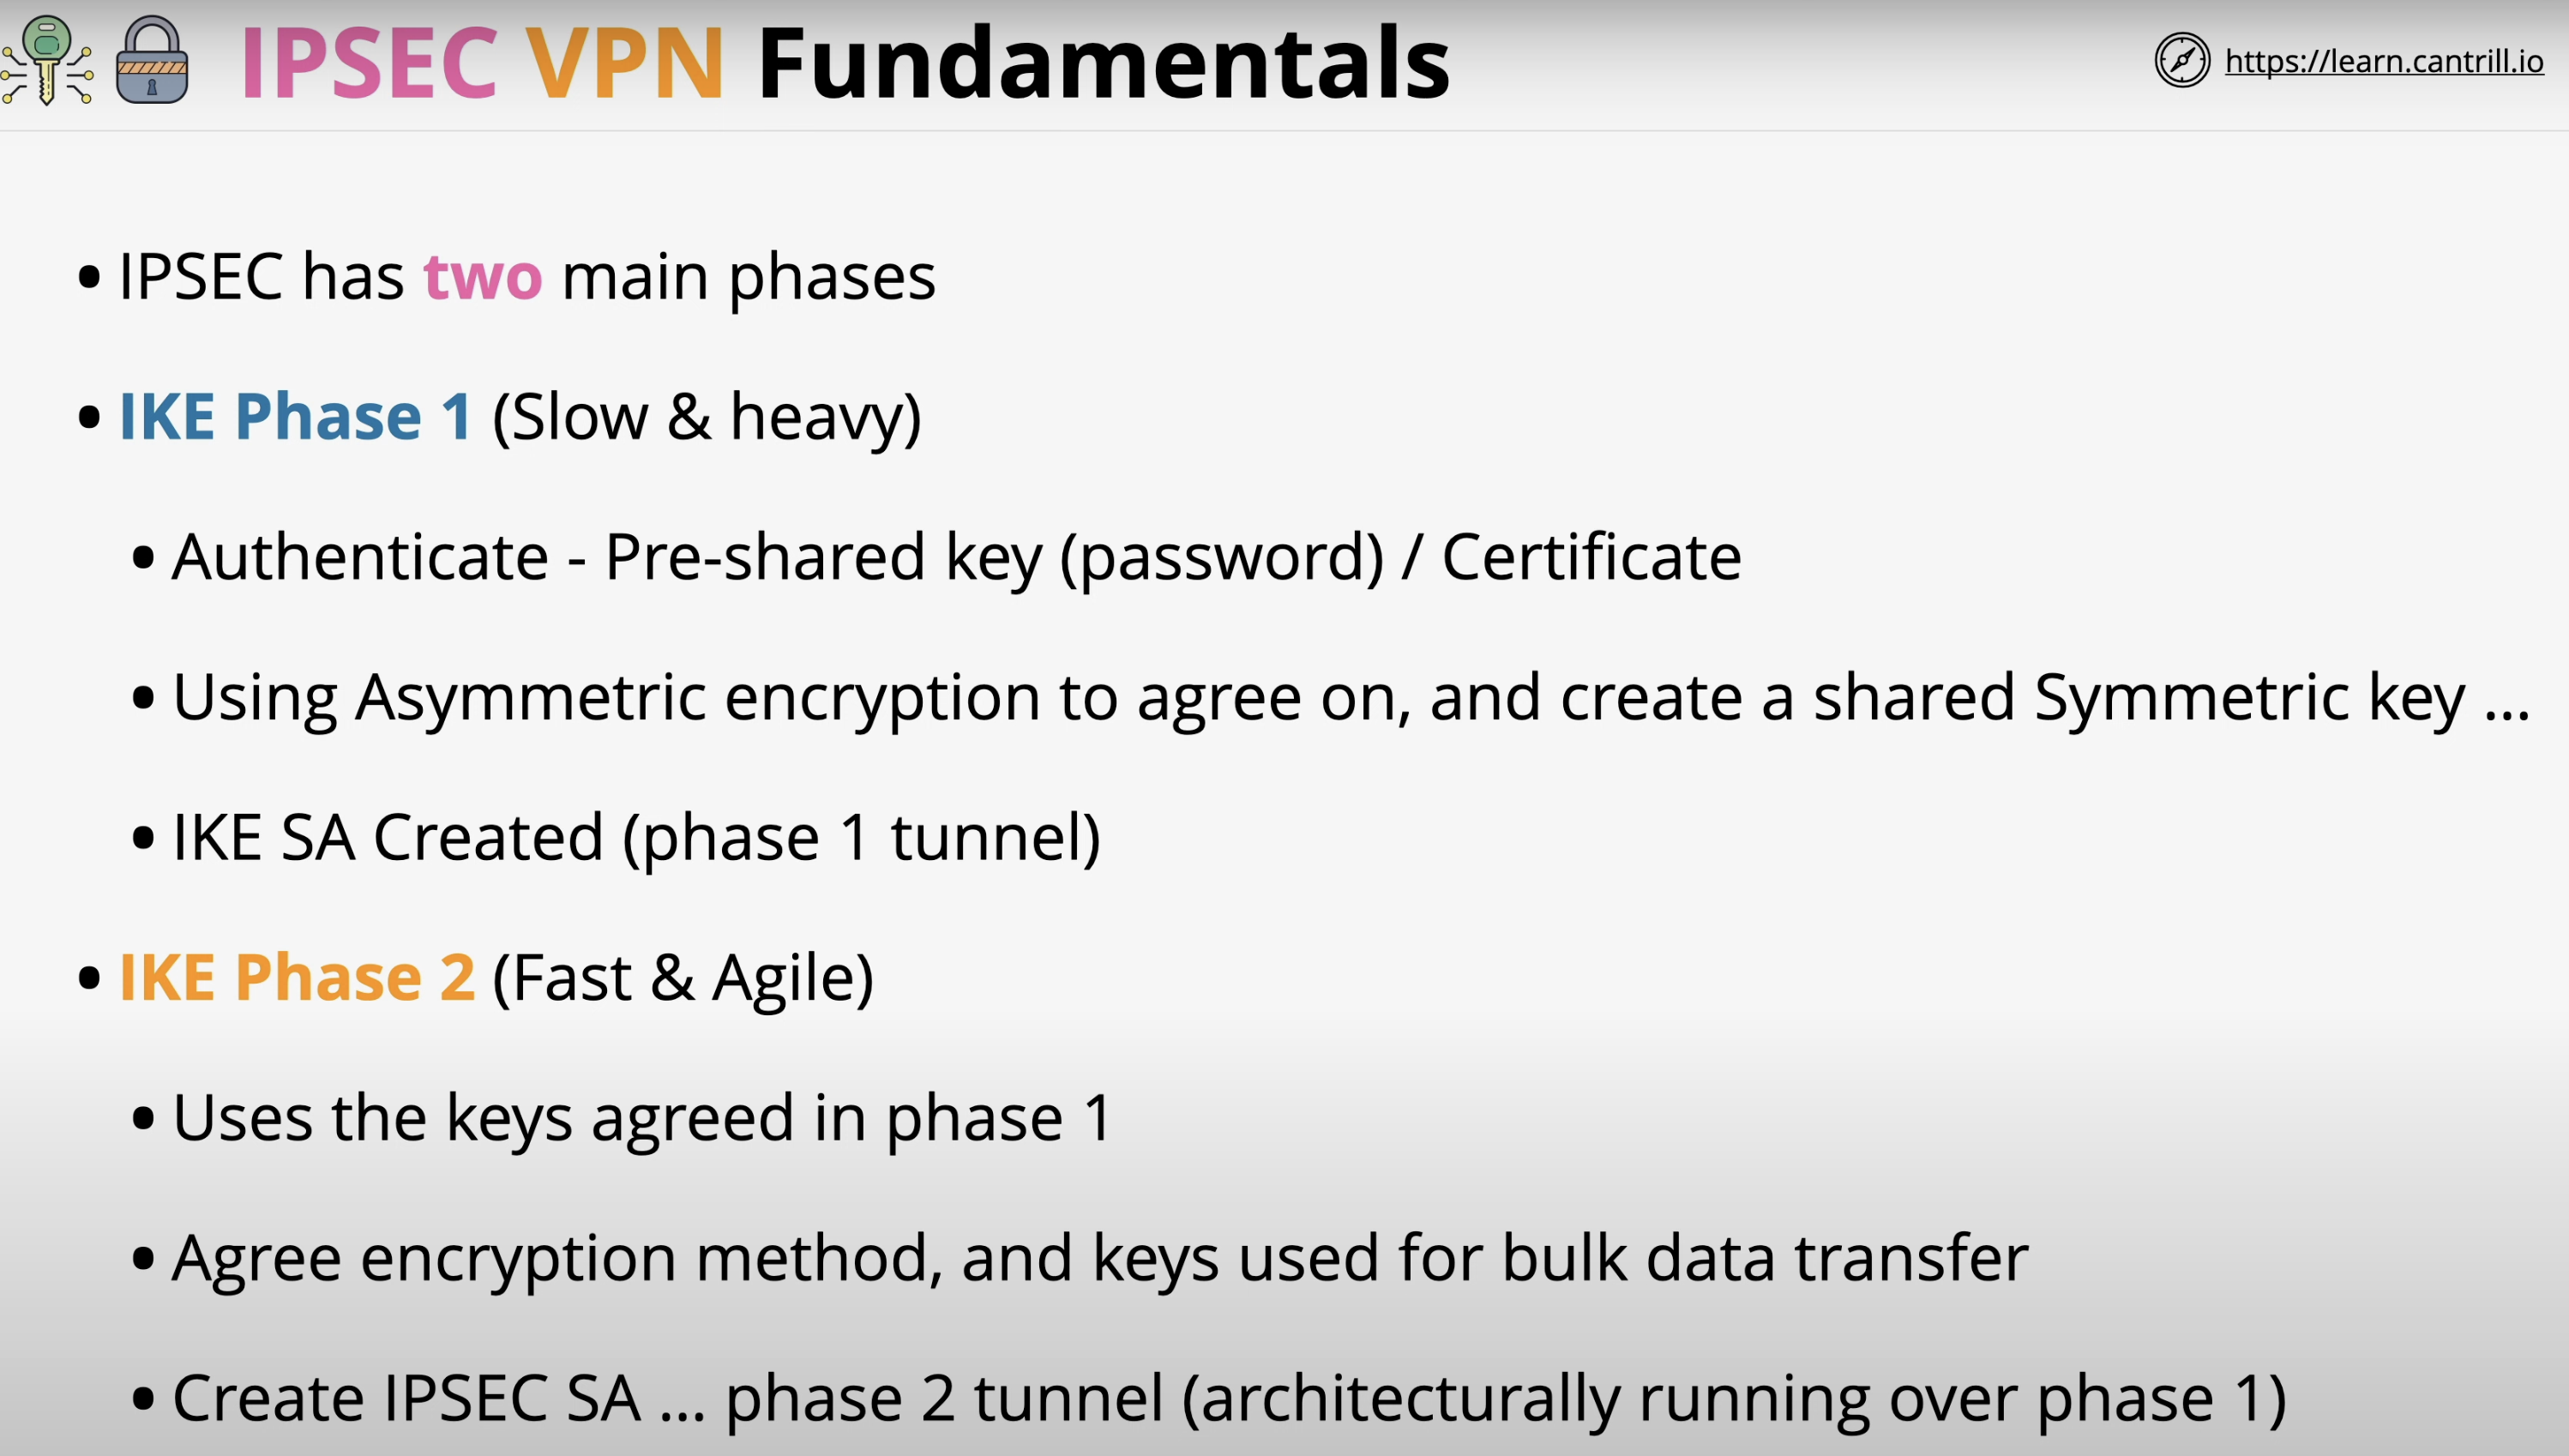 IPSEC VPN Fundamentals
https://learn.cantrill.io
• IPSEC has two main phases
• IKE Phase 1 (Slow & heavy)
• Authenticate - Pre-shared key (password) / Certificate
• Using Asymmetric encryption to agree on, and create a shared Symmetric key ...
• IKE SA Created (phase 1 tunnel)
• IKE Phase 2 (Fast & Agile)
• Uses the keys agreed in phase 1
• Agree encryption method, and keys used for bulk data transfer
• Create IPSEC SA ... phase 2 tunnel (architecturally running over phase 1)